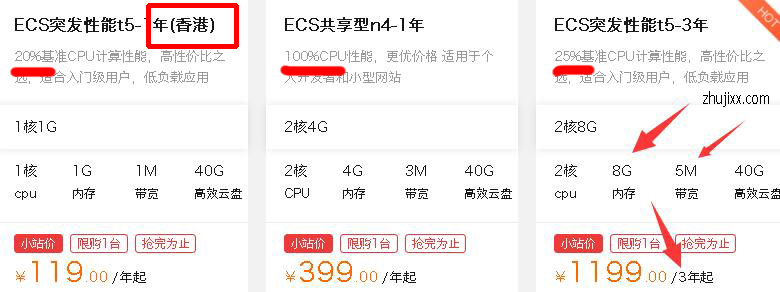 ECS突发性能t5-1年(香港)
20%基准CPU计算性能，高性价比之
选，适合入门级用户，低负载应用
1核1G
1核 1G 1M 40G
cpu 内存 带宽 高效云盘
小站价 限购1台 抢完为止
¥119.00 /年起
ECS共享型n4-1年
100%CPU性能，更优价格 适用于个
人开发者和小型网站
2核4G
2核 4G 3M 40G
CPU 内存 带宽 高效云盘
小站价 限购1台 抢完为止
¥399.00 /年起
ECS突发性能t5-3年
HOT
25%基准CPU计算性能，高性价比之
选，适合入门级用户，低负载应用
zhujixx.com
2核8G
2核 8G 5M 40G
cpu 内存 带宽 高效云盘
小站价 限购1台 抢完为止
¥1199.00 /3年起